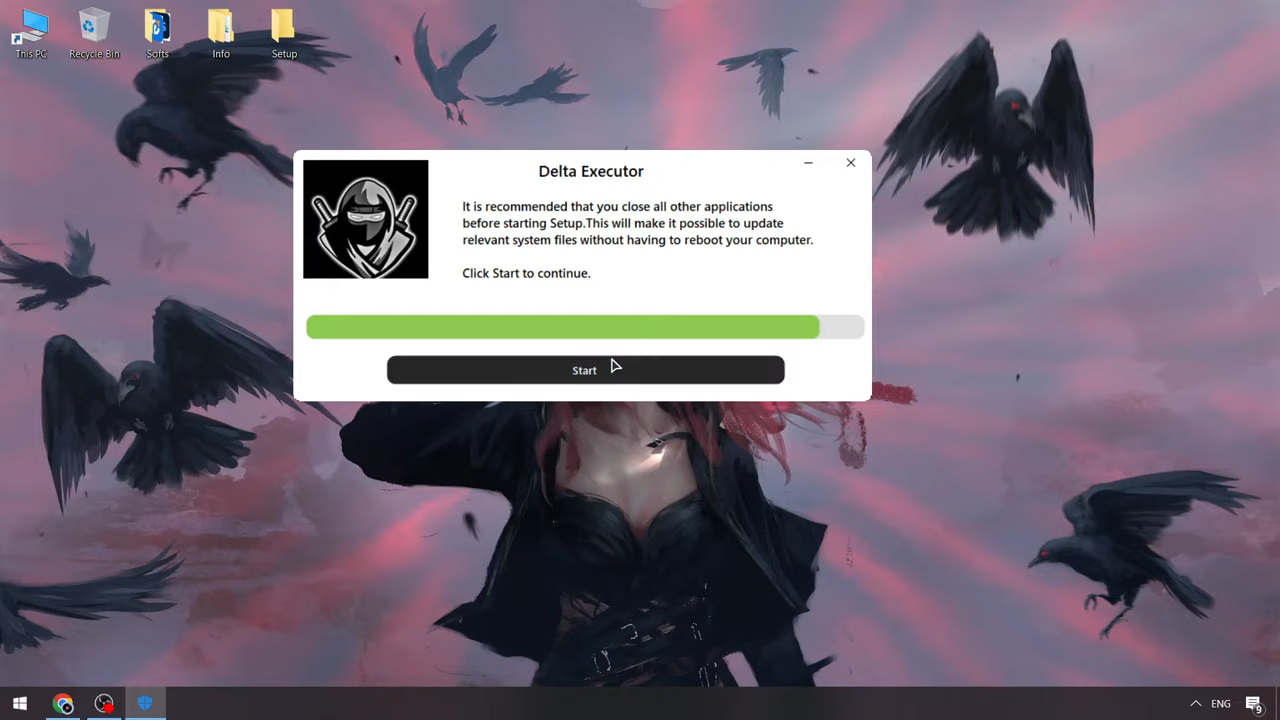 This PC
Recycle Bin
Softs
Info
Setup
Delta Executor
It is recommended that you close all other applications
before starting Setup.This will make it possible to update
relevant system files without having to reboot your computer.
Click Start to continue.
Start
ENG
9